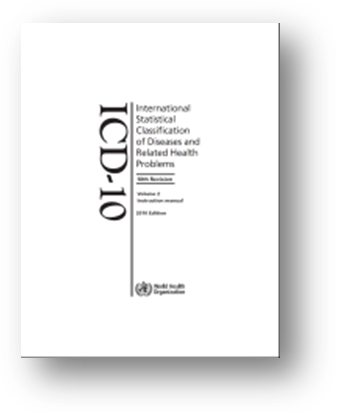 ICD-10
International
Statistical
Classification
of Diseases and
Related Health
Problems
10th Revision
Volume 2
Instruction manual
2010 Edition
World Health
Organization